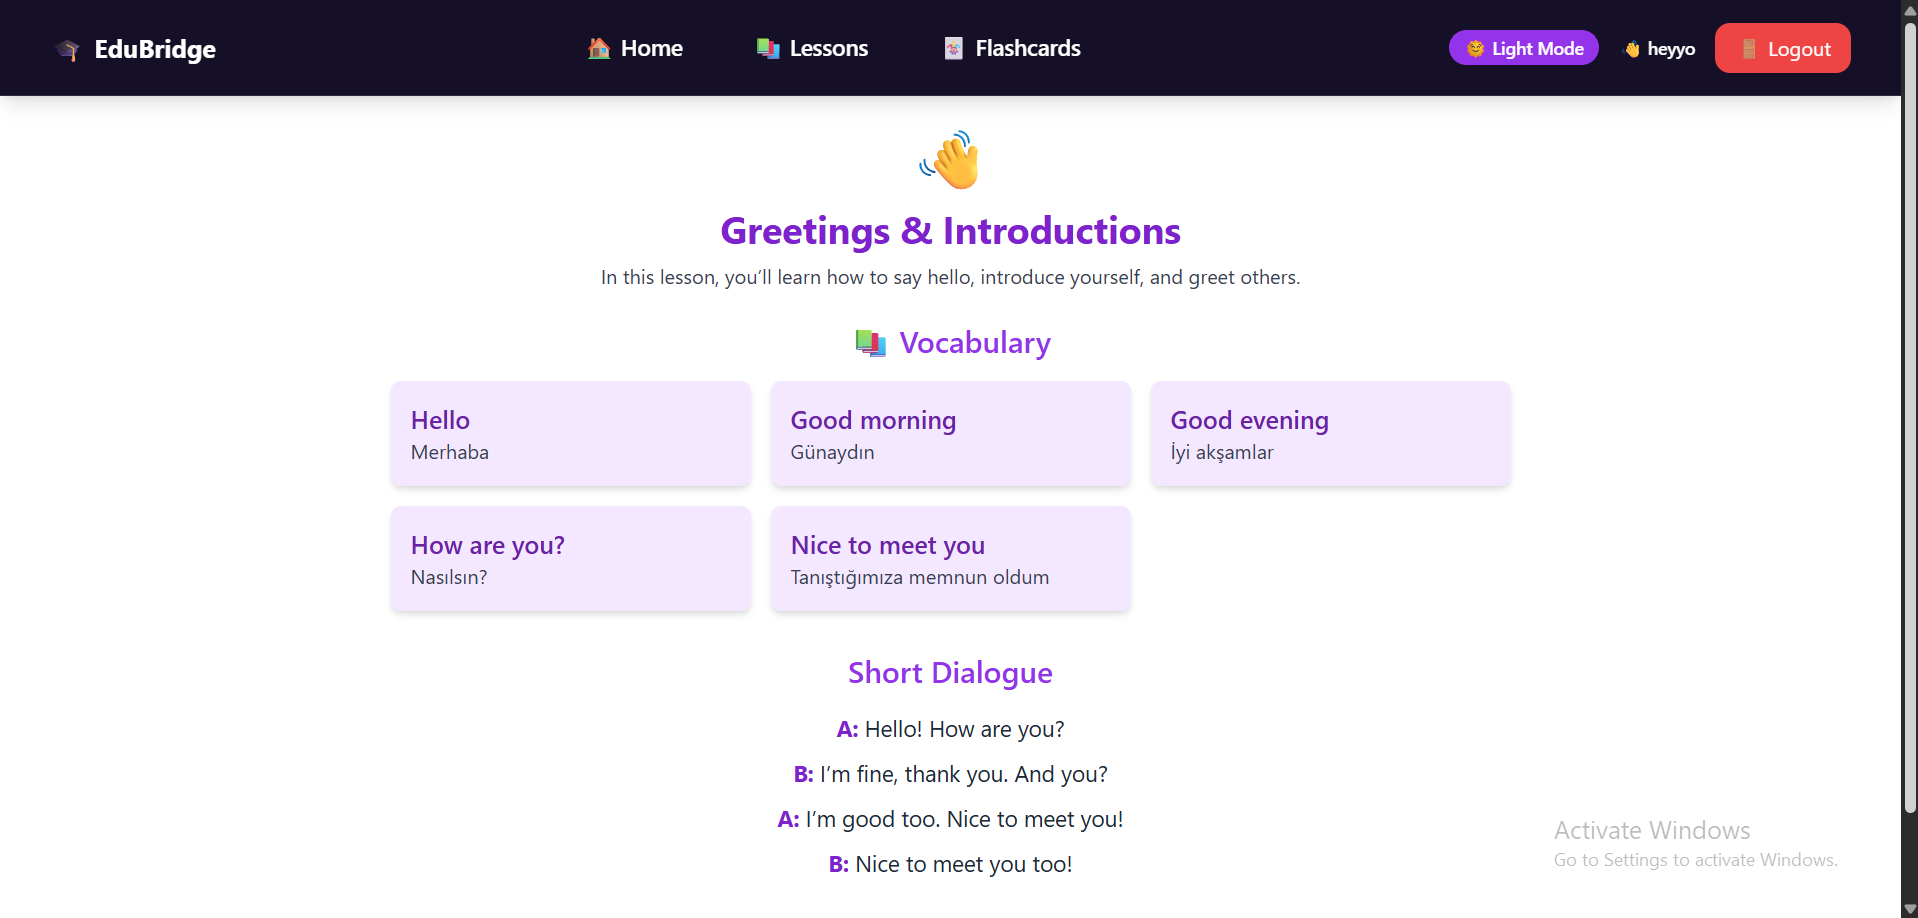 EduBridge
Home
Lessons
Flashcards
Light Mode
heyyo
Logout
Greetings & Introductions
In this lesson, you’ll learn how to say hello, introduce yourself, and greet others.
Vocabulary
Hello
Merhaba
Good morning
Günaydın
Good evening
İyi akşamlar
How are you?
Nasılsın?
Nice to meet you
Tanıştığımıza memnun oldum
Short Dialogue
A: Hello! How are you?
B: I’m fine, thank you. And you?
A: I’m good too. Nice to meet you!
B: Nice to meet you too!
Activate Windows
Go to Settings to activate Windows.